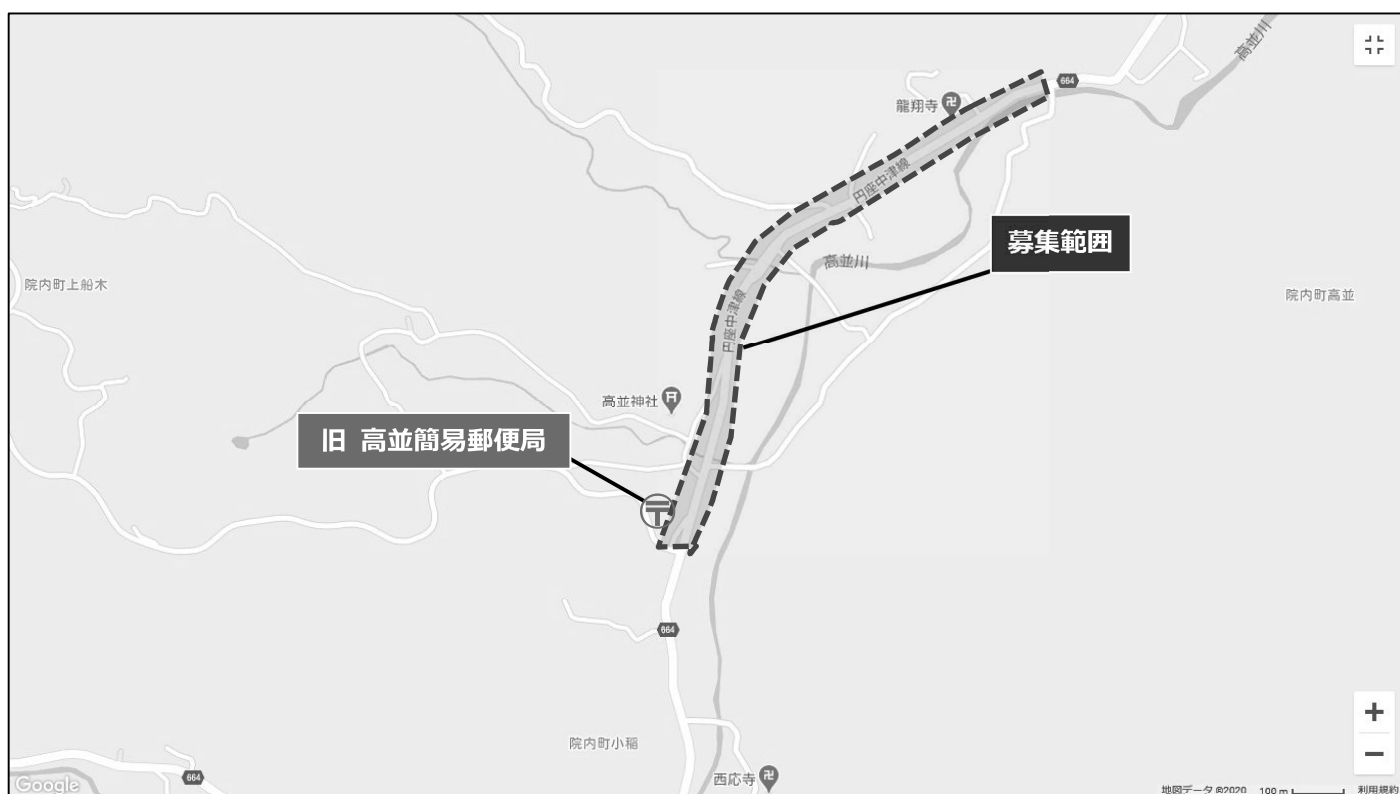 高並川
664
龍翔寺
円座中津線
募集範囲
高並川
院内町上船木
院内町高並
円座中津線
高並神社
旧 高並簡易郵便局
664
院内町小稲
664
西応寺
Google
地図データ ©2020 100 m 利用規約